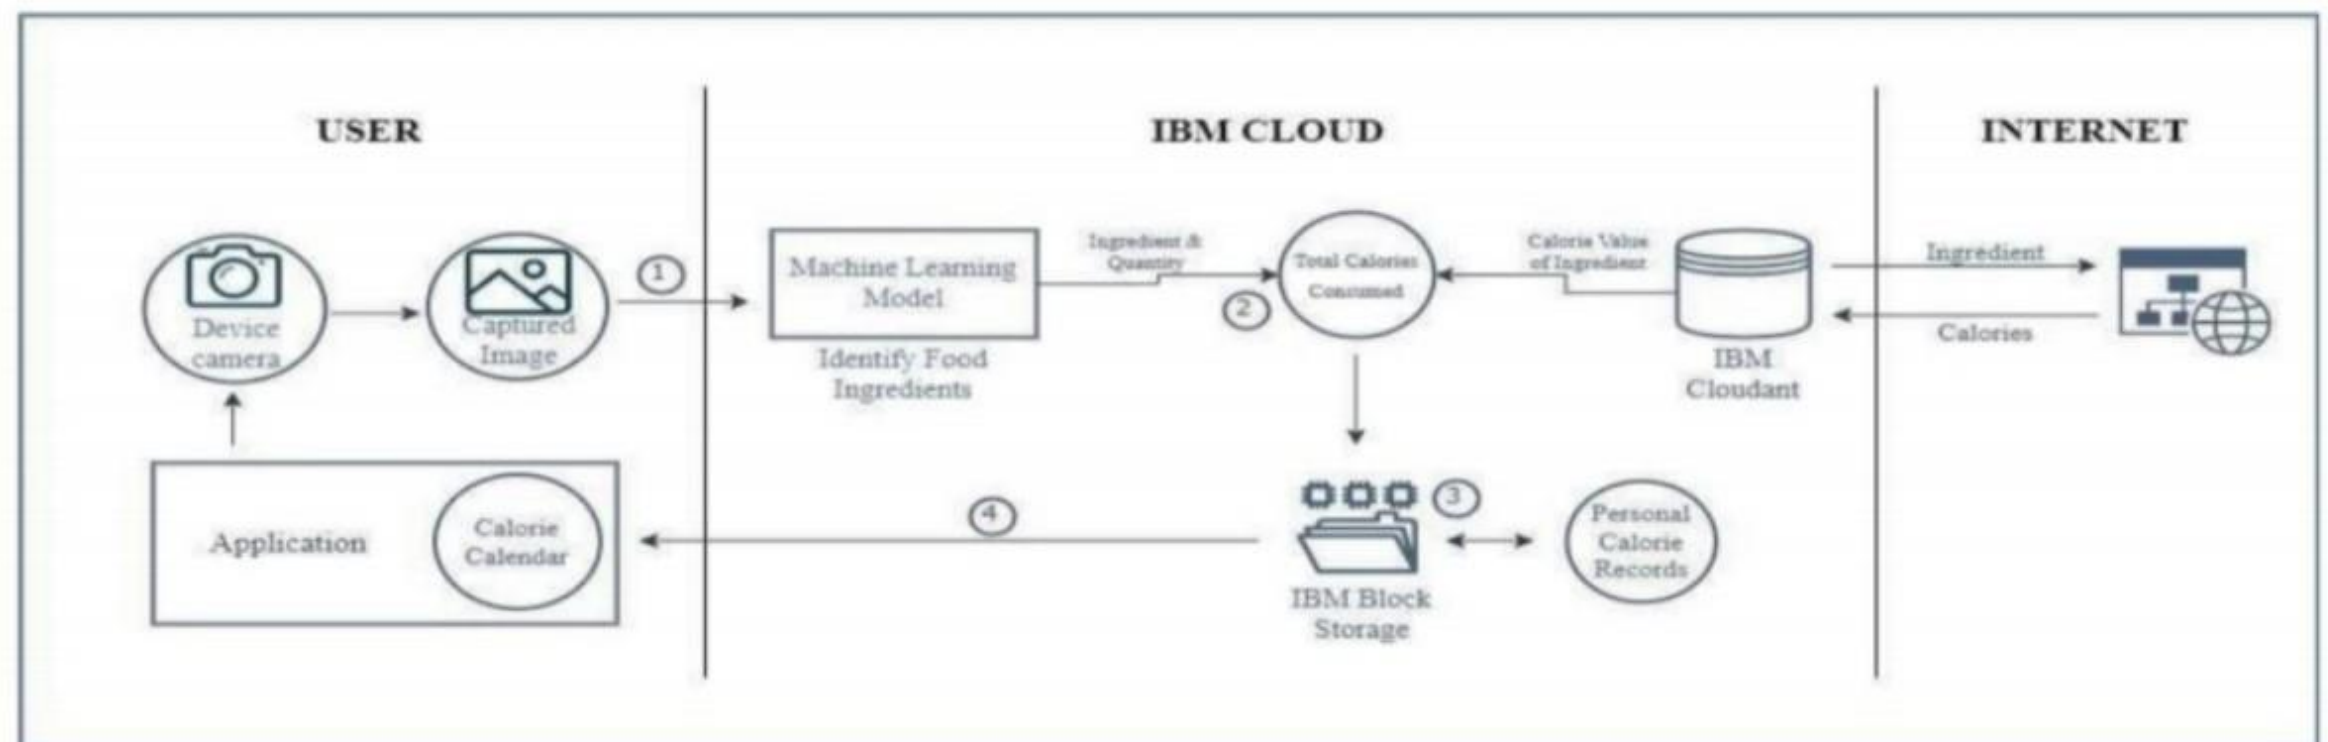 USER
IBM CLOUD
INTERNET
Device
camera
Captured
Image
1
Machine Learning
Model
Identify Food
Ingredients
Ingredient &
Quantity
2
Total Calories
Consumed
Calorie Value
of Ingredient
IBM
Cloudant
Ingredient
Calories
Application
Calorie
Calendar
4
3
IBM Block
Storage
Personal
Calorie
Records